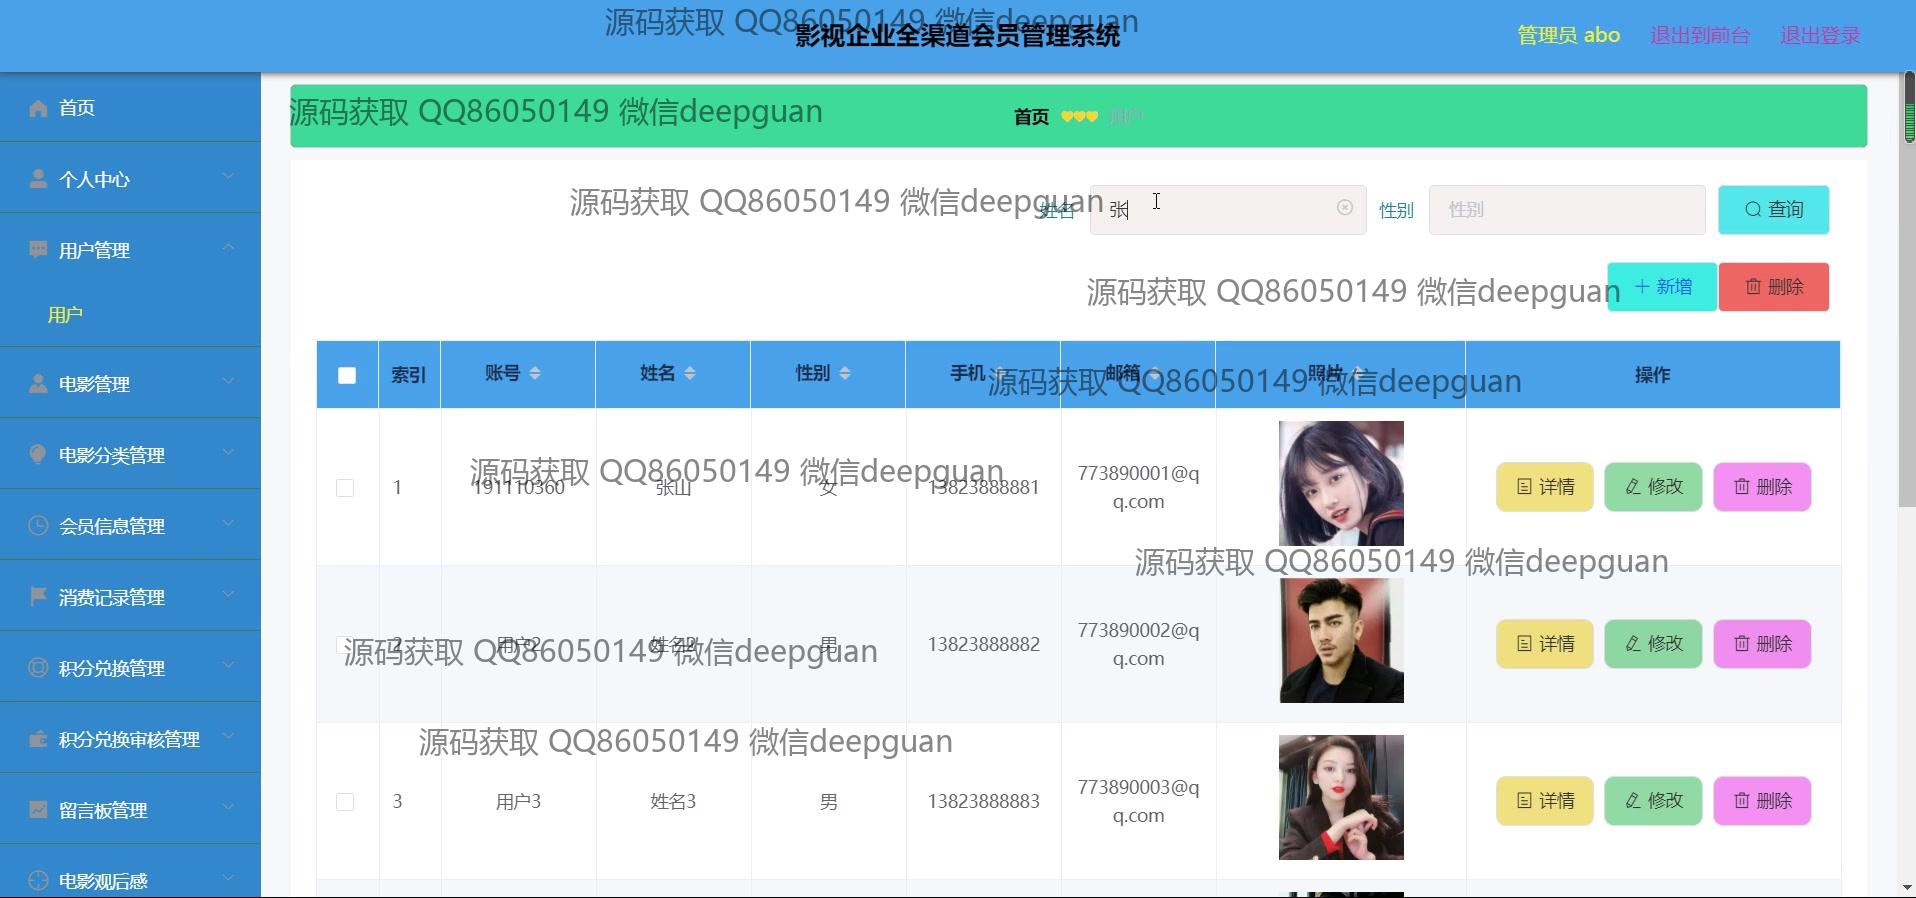 源码获取 QQ86050149 微信deepguan
影视企业全渠道会员管理系统
管理员 abo
退出到前台
退出登录
首页
个人中心
用户管理
用户
电影管理
电影分类管理
会员信息管理
消费记录管理
积分兑换管理
积分兑换审核管理
留言板管理
电影观后感
源码获取 QQ86050149 微信deepguan
首页 用户
源码获取 QQ86050149 微信deepguan
姓名 张 性别 性别 查询
源码获取 QQ86050149 微信deepguan
新增 删除
索引 账号 姓名 性别 手机 邮箱 照片 操作
源码获取 QQ86050149 微信deepguan
源码获取 QQ86050149 微信deepguan
1 191110360 张山 女 13823888881 773890001@q
q.com
详情 修改 删除
源码获取 QQ86050149 微信deepguan
2 用户2 姓名2 男 13823888882 773890002@q
q.com
详情 修改 删除
源码获取 QQ86050149 微信deepguan
源码获取 QQ86050149 微信deepguan
3 用户3 姓名3 男 13823888883 773890003@q
q.com
详情 修改 删除